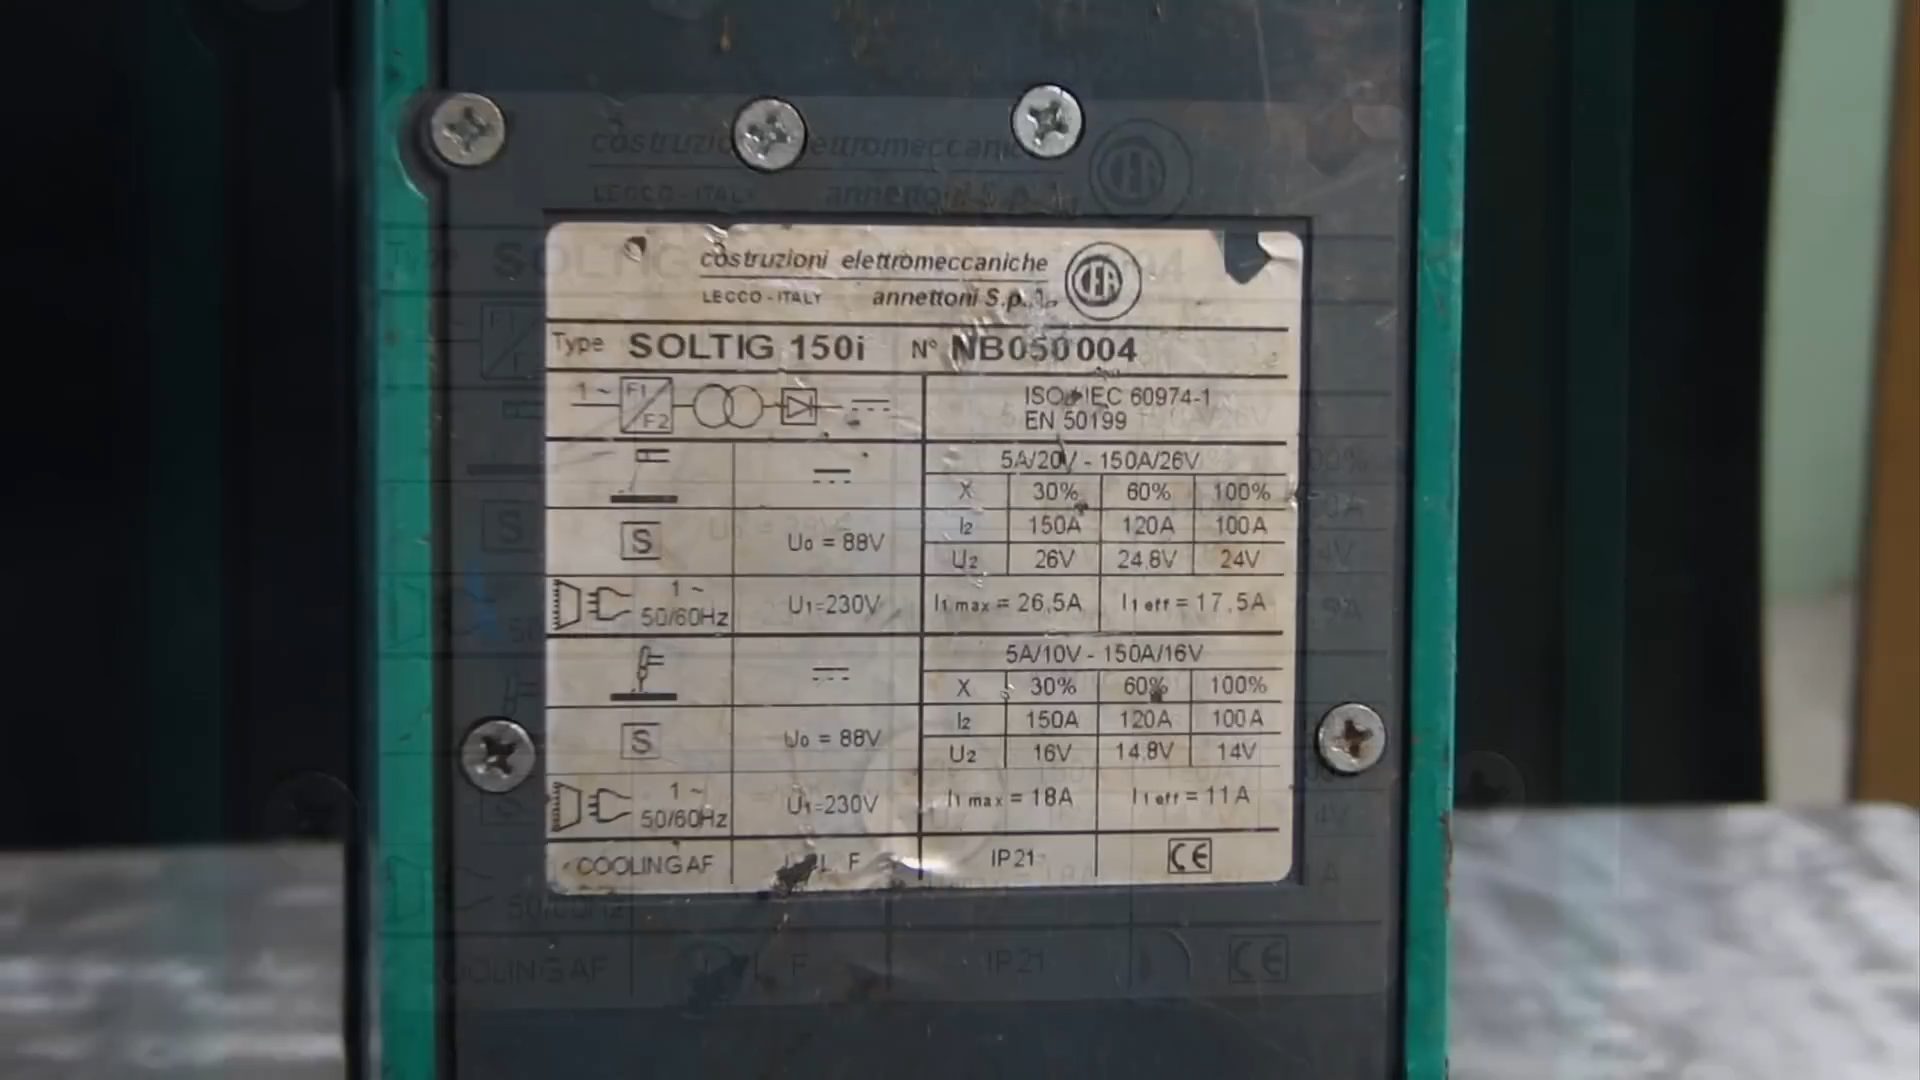 costruzioni elettromeccaniche
LECCO - ITALY annettoni S.p.
CEA
Type SOLTIG 150i N° NB050004
1 ~ F1 F2
ISO / IEC 60974-1
EN 50199
5A/20V - 150A/26V
X 30% 60% 100%
S U0 = 88V
I2 150A 120A 100A
U2 26V 24.8V 24V
1 ~ 50/60Hz U1=230V I1 max = 26,5A I1 eff = 17,5A
5A/10V - 150A/16V
X 30% 60% 100%
S U0 = 88V
I2 150A 120A 100A
U2 16V 14.8V 14V
1 ~ 50/60Hz U1=230V I1 max = 18A I1 eff = 11A
COOLING AF F IP 21 CE